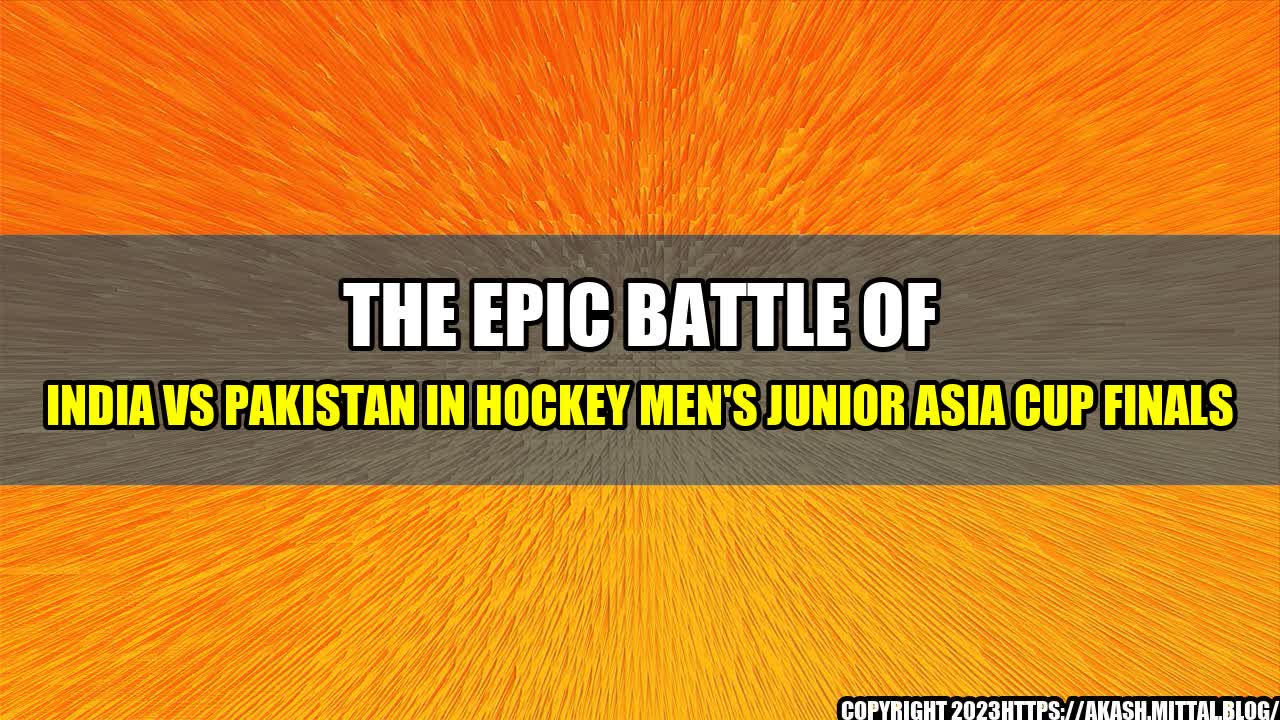 THE EPIC BATTLE OF
INDIA VS PAKISTAN IN HOCKEY MEN'S JUNIOR ASIA CUP FINALS
COPYRIGHT 2023HTTPS://AKASH.MITTAL.BLOG/